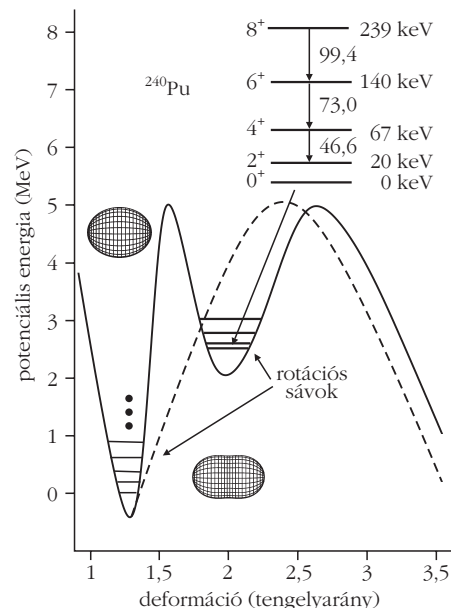 8⁺ 239 keV
99,4
²⁴⁰Pu
6⁺ 140 keV
73,0
4⁺ 67 keV
46,6
2⁺ 20 keV
0⁺ 0 keV
potenciális energia (MeV)
8
7
6
5
4
3
2
1
0
rotációs
sávok
1 1,5 2 2,5 3 3,5
deformáció (tengelyarány)